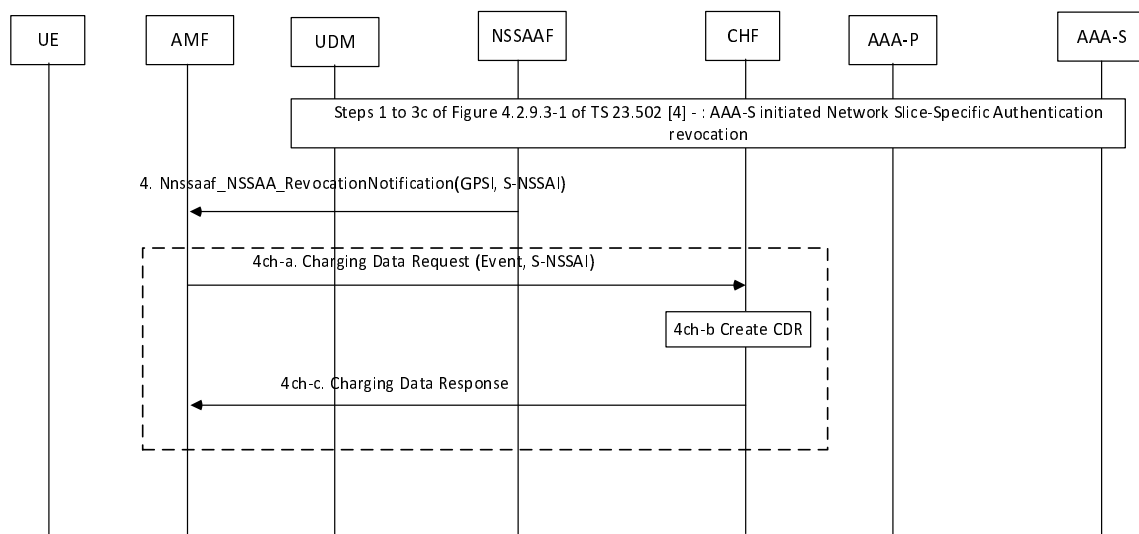 UE
AMF
UDM
NSSAAF
CHF
AAA-P
AAA-S
Steps 1 to 3c of Figure 4.2.9.3-1 of TS 23.502 [4] - : AAA-S initiated Network Slice-Specific Authentication
revocation
4. Nnssaaf_NSSAA_RevocationNotification(GPSI, S-NSSAI)
4ch-a. Charging Data Request (Event, S-NSSAI)
4ch-b Create CDR
4ch-c. Charging Data Response